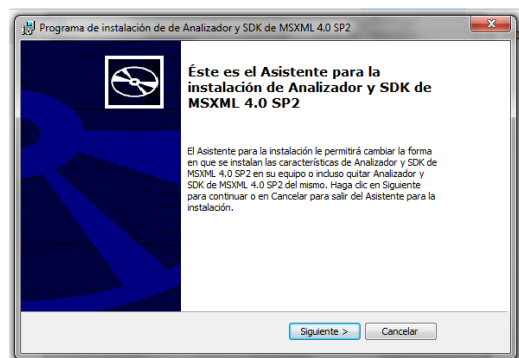 Programa de instalación de de Analizador y SDK de MSXML 4.0 SP2
Éste es el Asistente para la
instalación de Analizador y SDK de
MSXML 4.0 SP2
El Asistente para la instalación le permitirá cambiar la forma
en que se instalan las características de Analizador y SDK de
MSXML 4.0 SP2 en su equipo o incluso quitar Analizador y
SDK de MSXML 4.0 SP2 del mismo. Haga clic en Siguiente
para continuar o en Cancelar para salir del Asistente para la
instalación.
Siguiente >
Cancelar